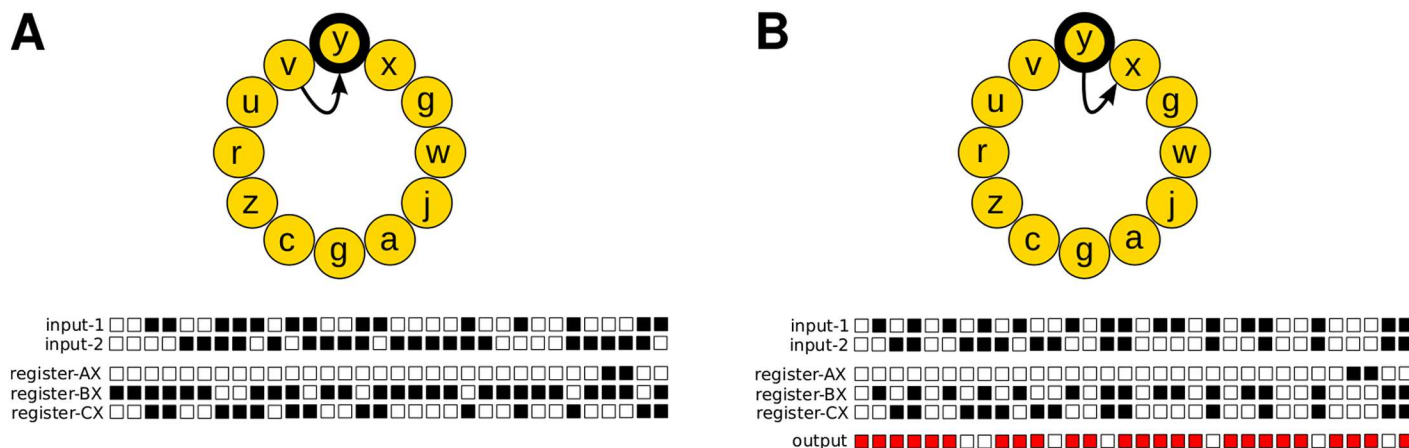 A
y
v
x
u
g
r
w
z
j
c
a
g
input-1
input-2
register-AX
register-BX
register-CX
B
y
v
x
u
g
r
w
z
j
c
a
g
input-1
input-2
register-AX
register-BX
register-CX
output